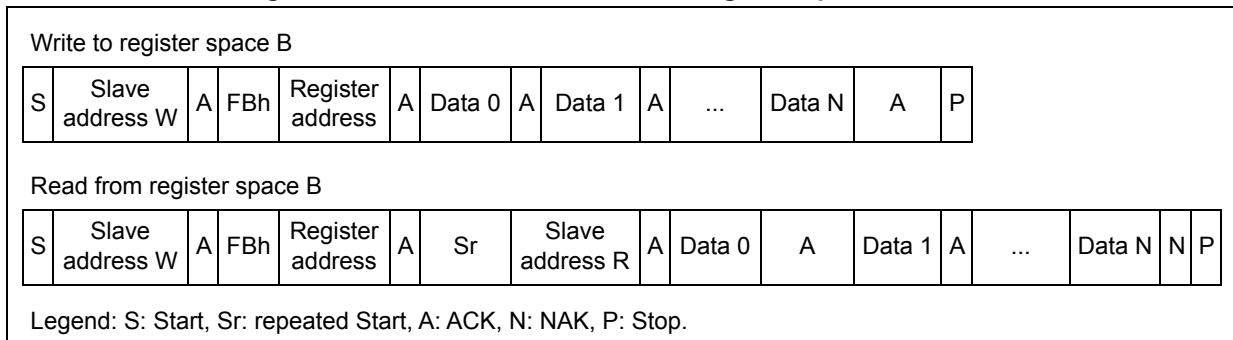 Write to register space B
S Slave address W A FBh Register address A Data 0 A Data 1 A ... Data N A P
Read from register space B
S Slave address W A FBh Register address A Sr Slave address R A Data 0 A Data 1 A ... Data N N P
Legend: S: Start, Sr: repeated Start, A: ACK, N: NAK, P: Stop.